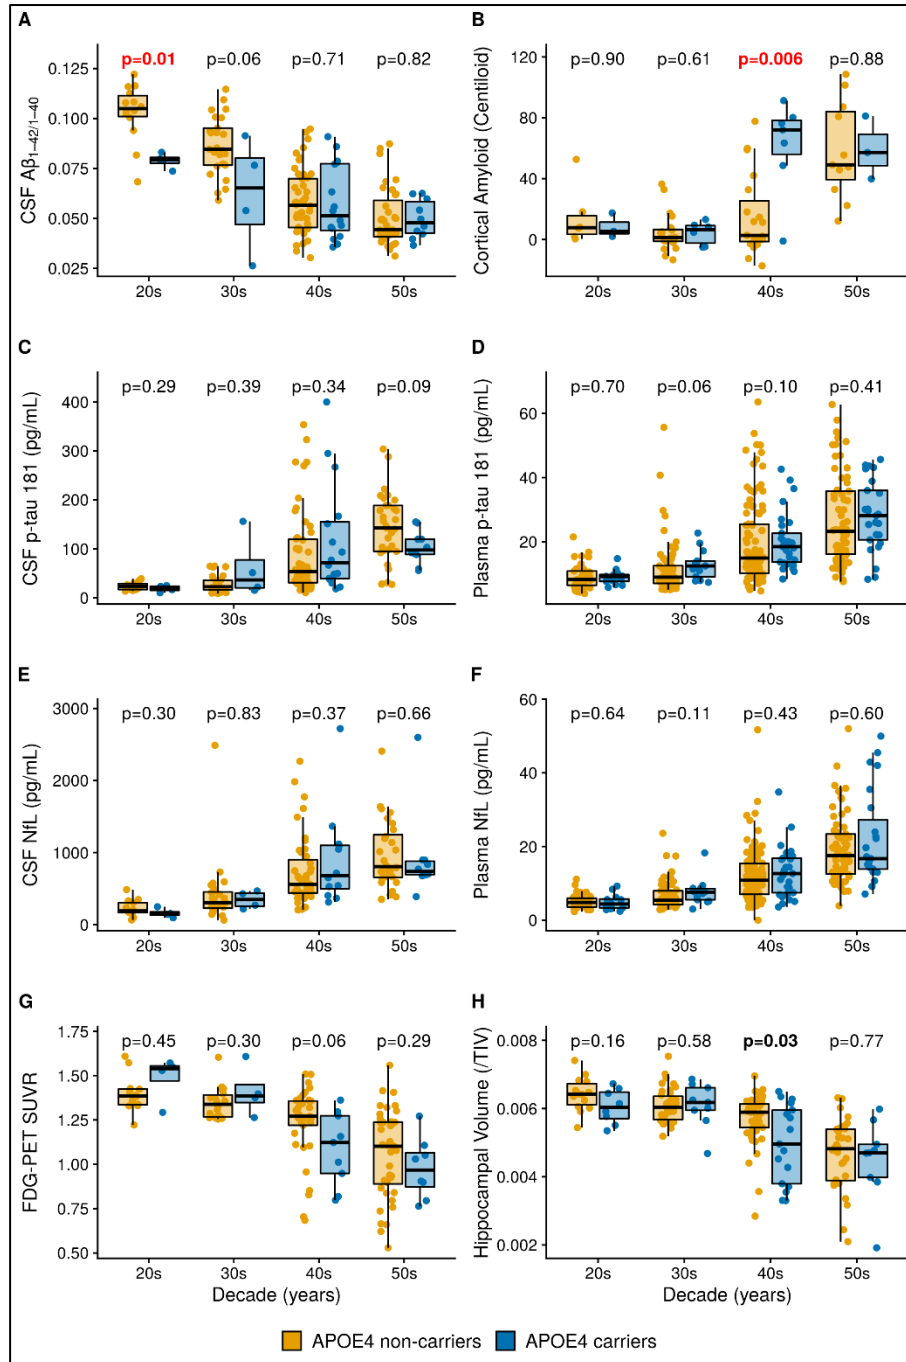 A
p=0.01 p=0.06 p=0.71 p=0.82
CSF Aβ1−42/1−40
0.125
0.100
0.075
0.050
0.025
20s 30s 40s 50s
B
p=0.90 p=0.61 p=0.006 p=0.88
Cortical Amyloid (Centiloid)
120
80
40
0
20s 30s 40s 50s
C
p=0.29 p=0.39 p=0.34 p=0.09
CSF p-tau 181 (pg/mL)
400
300
200
100
0
20s 30s 40s 50s
D
p=0.70 p=0.06 p=0.10 p=0.41
Plasma p-tau 181 (pg/mL)
60
40
20
20s 30s 40s 50s
E
p=0.30 p=0.83 p=0.37 p=0.66
CSF NfL (pg/mL)
3000
2000
1000
0
20s 30s 40s 50s
F
p=0.64 p=0.11 p=0.43 p=0.60
Plasma NfL (pg/mL)
60
40
20
0
20s 30s 40s 50s
G
p=0.45 p=0.30 p=0.06 p=0.29
FDG-PET SUVR
1.75
1.50
1.25
1.00
0.75
0.50
20s 30s 40s 50s
Decade (years)
H
p=0.16 p=0.58 p=0.03 p=0.77
Hippocampal Volume (/TIV)
0.008
0.006
0.004
0.002
20s 30s 40s 50s
Decade (years)
APOE4 non-carriers APOE4 carriers